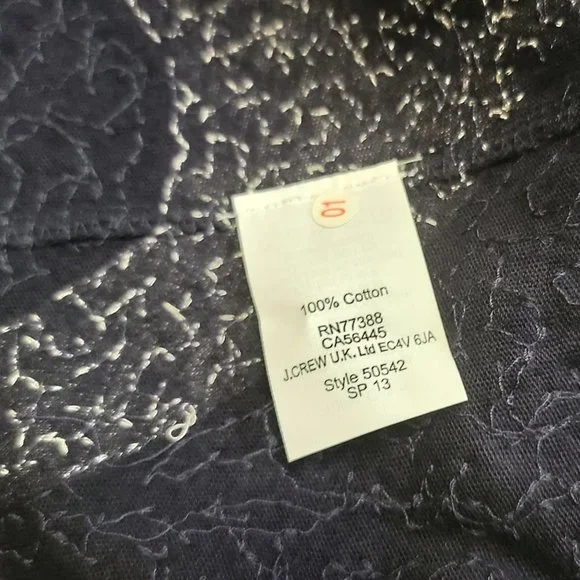 10
100% Cotton
RN77388
CA56445
J.CREW U.K. Ltd EC4V 6JA
Style 50542
SP 13